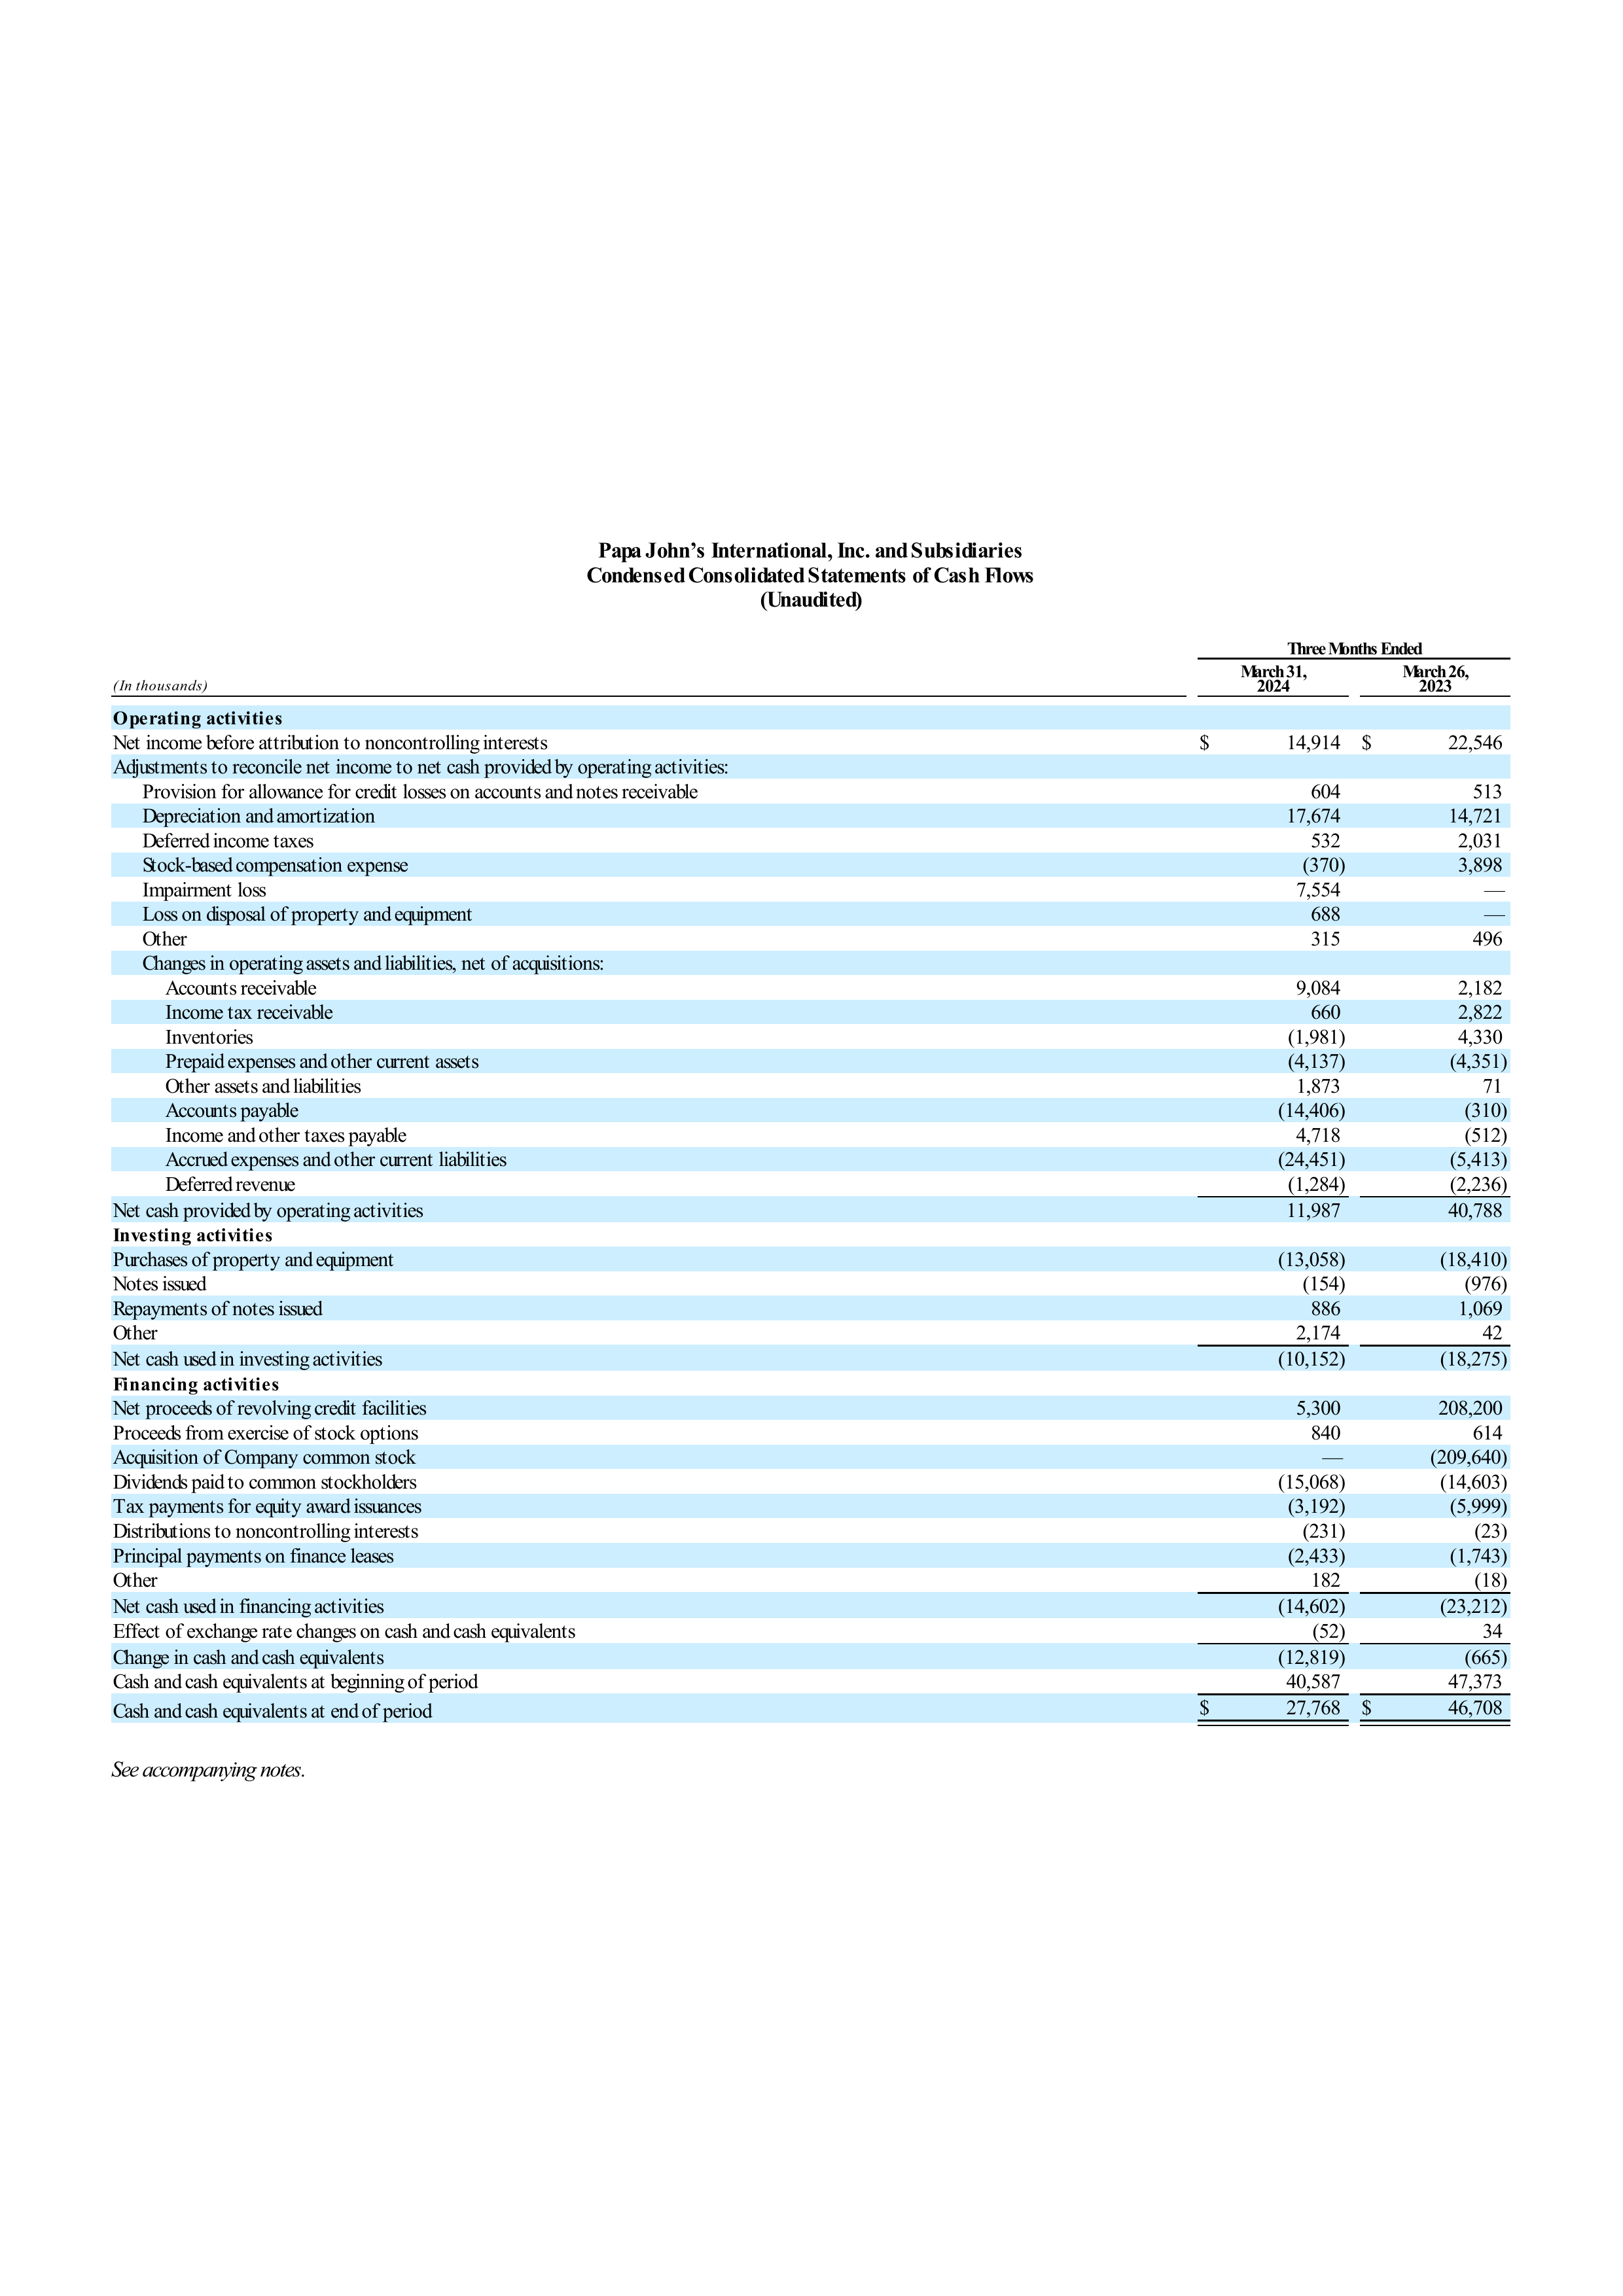 Papa John’s International, Inc. and Subsidiaries
Condensed Consolidated Statements of Cash Flows
(Unaudited)
Three Months Ended
(In thousands) March 31, 2024 March 26, 2023
Operating activities
Net income before attribution to noncontrolling interests $ 14,914 $ 22,546
Adjustments to reconcile net income to net cash provided by operating activities:
Provision for allowance for credit losses on accounts and notes receivable 604 513
Depreciation and amortization 17,674 14,721
Deferred income taxes 532 2,031
Stock-based compensation expense (370) 3,898
Impairment loss 7,554 —
Loss on disposal of property and equipment 688 —
Other 315 496
Changes in operating assets and liabilities, net of acquisitions:
Accounts receivable 9,084 2,182
Income tax receivable 660 2,822
Inventories (1,981) 4,330
Prepaid expenses and other current assets (4,137) (4,351)
Other assets and liabilities 1,873 71
Accounts payable (14,406) (310)
Income and other taxes payable 4,718 (512)
Accrued expenses and other current liabilities (24,451) (5,413)
Deferred revenue (1,284) (2,236)
Net cash provided by operating activities 11,987 40,788
Investing activities
Purchases of property and equipment (13,058) (18,410)
Notes issued (154) (976)
Repayments of notes issued 886 1,069
Other 2,174 42
Net cash used in investing activities (10,152) (18,275)
Financing activities
Net proceeds of revolving credit facilities 5,300 208,200
Proceeds from exercise of stock options 840 614
Acquisition of Company common stock — (209,640)
Dividends paid to common stockholders (15,068) (14,603)
Tax payments for equity award issuances (3,192) (5,999)
Distributions to noncontrolling interests (231) (23)
Principal payments on finance leases (2,433) (1,743)
Other 182 (18)
Net cash used in financing activities (14,602) (23,212)
Effect of exchange rate changes on cash and cash equivalents (52) 34
Change in cash and cash equivalents (12,819) (665)
Cash and cash equivalents at beginning of period 40,587 47,373
Cash and cash equivalents at end of period $ 27,768 $ 46,708
See accompanying notes.